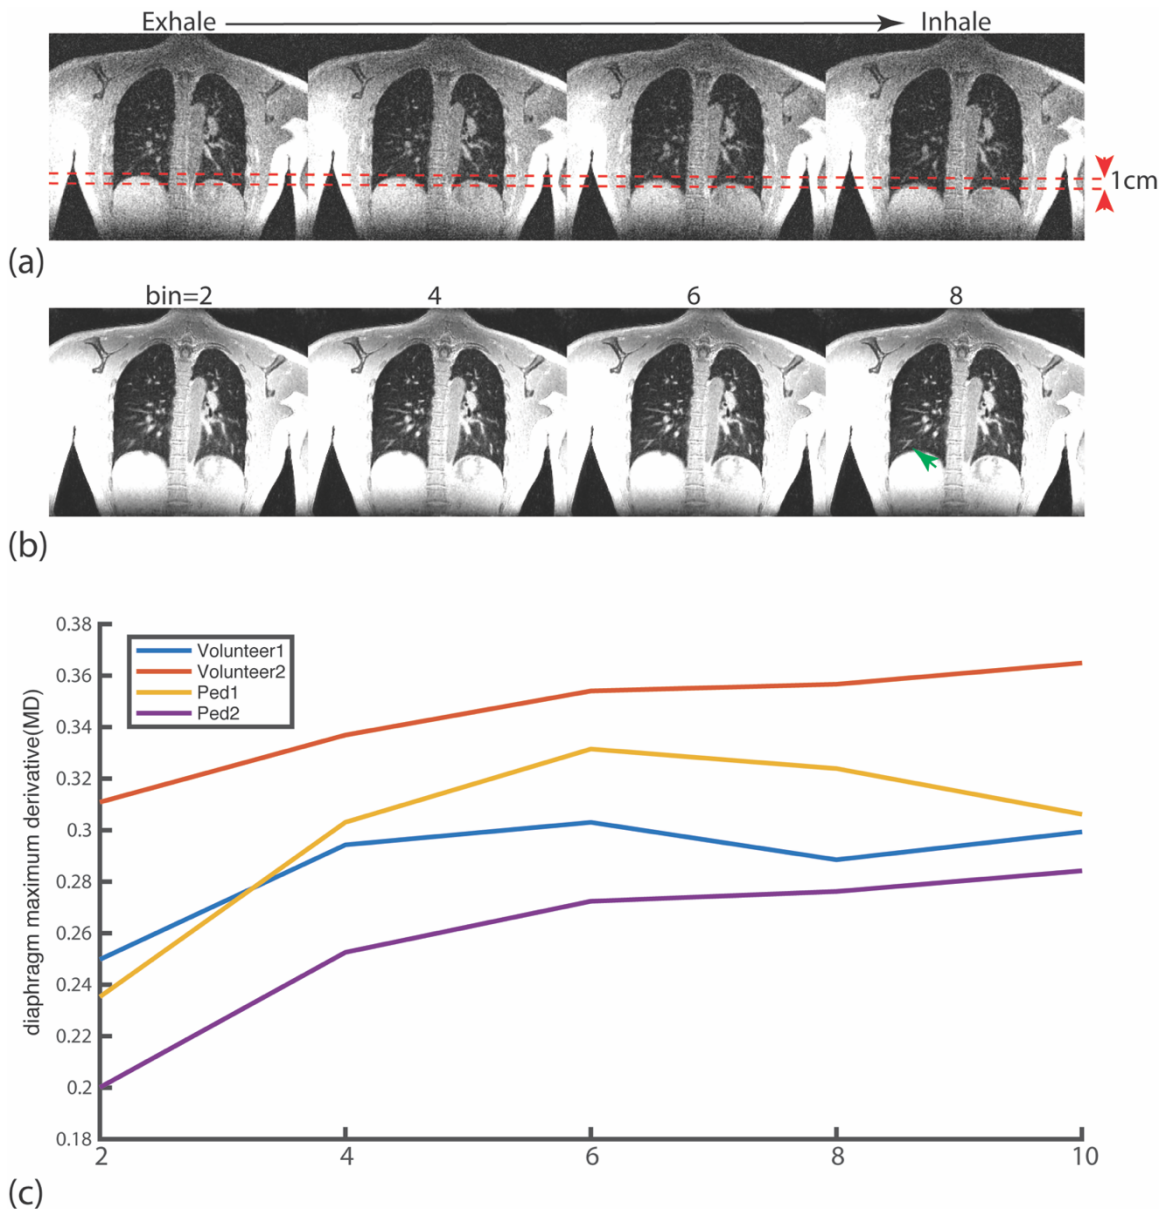 Exhale Inhale
1cm
(a)
bin=2 4 6 8
(b)
0.38
0.36
0.34
0.32
0.3
0.28
0.26
0.24
0.22
0.2
0.18
diaphragm maximum derivative(MD)
Volunteer1
Volunteer2
Ped1
Ped2
2 4 6 8 10
(c)